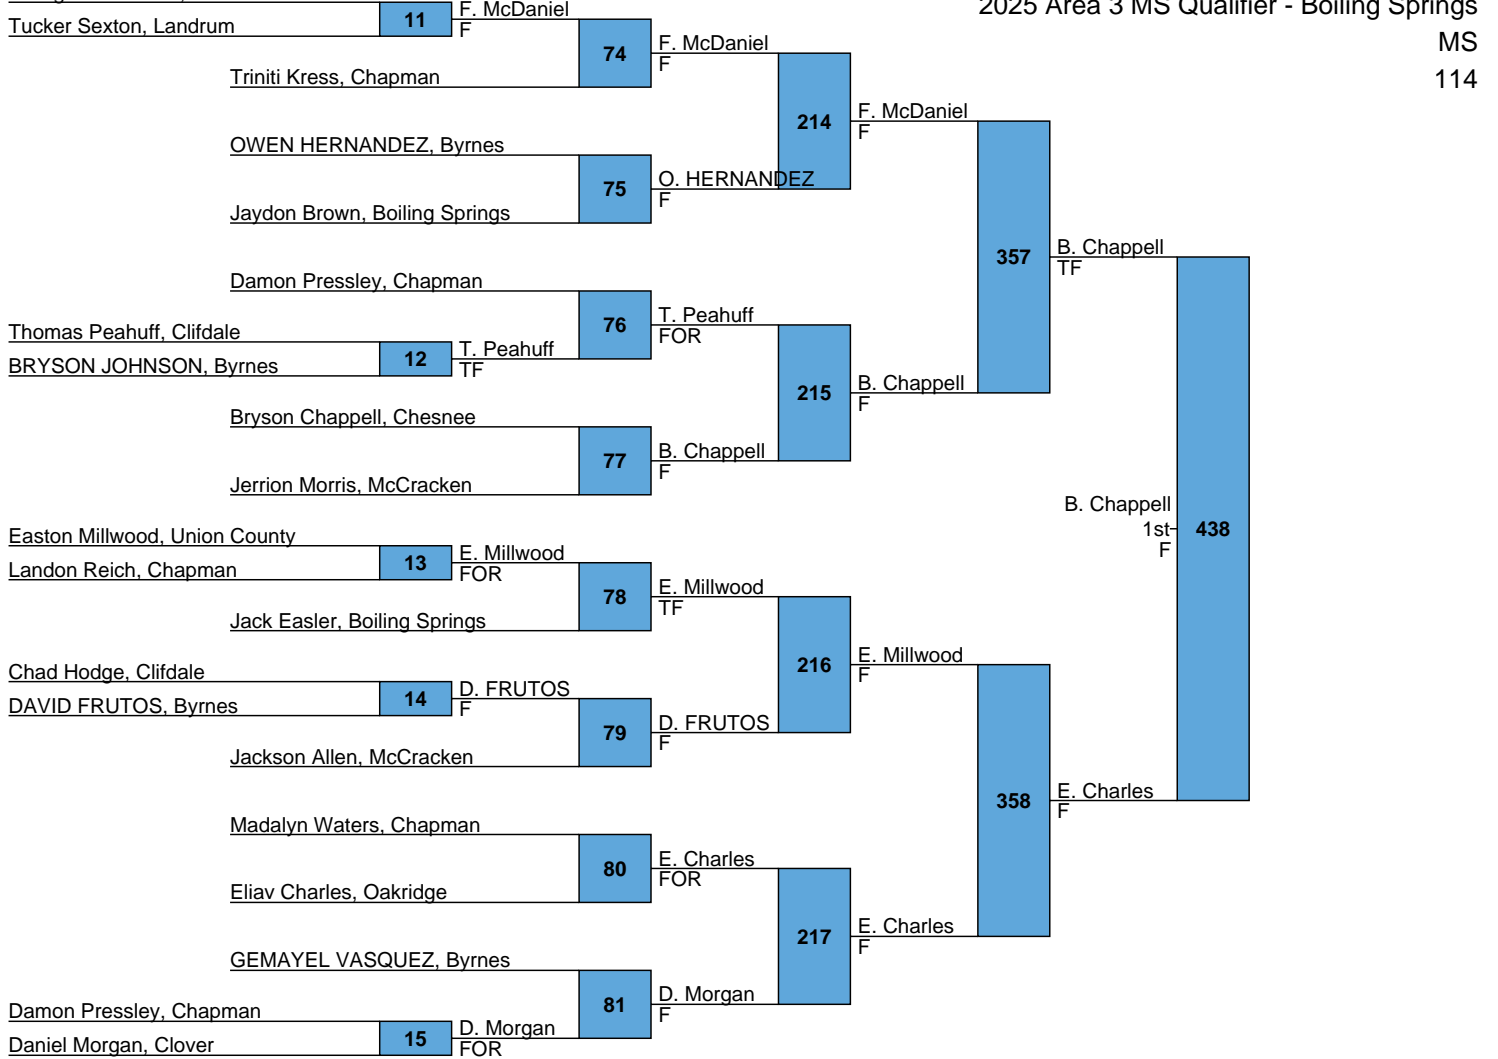 2025 Area 3 MS Qualifier - Boiling Springs
MS
114
Tucker Sexton, Landrum
11
F. McDaniel
F
Triniti Kress, Chapman
74
F. McDaniel
F
OWEN HERNANDEZ, Byrnes
Jaydon Brown, Boiling Springs
75
O. HERNANDEZ
F
214
F. McDaniel
F
Damon Pressley, Chapman
Thomas Peahuff, Clifdale
BRYSON JOHNSON, Byrnes
12
T. Peahuff
TF
76
T. Peahuff
FOR
Bryson Chappell, Chesnee
Jerrion Morris, McCracken
77
B. Chappell
F
215
B. Chappell
F
357
B. Chappell
TF
Easton Millwood, Union County
Landon Reich, Chapman
13
E. Millwood
FOR
Jack Easler, Boiling Springs
78
E. Millwood
TF
Chad Hodge, Clifdale
DAVID FRUTOS, Byrnes
14
D. FRUTOS
F
Jackson Allen, McCracken
79
D. FRUTOS
F
216
E. Millwood
F
Madalyn Waters, Chapman
Eliav Charles, Oakridge
80
E. Charles
FOR
GEMAYEL VASQUEZ, Byrnes
Damon Pressley, Chapman
Daniel Morgan, Clover
15
D. Morgan
FOR
81
D. Morgan
F
217
E. Charles
F
358
E. Charles
F
B. Chappell
1st
F
438